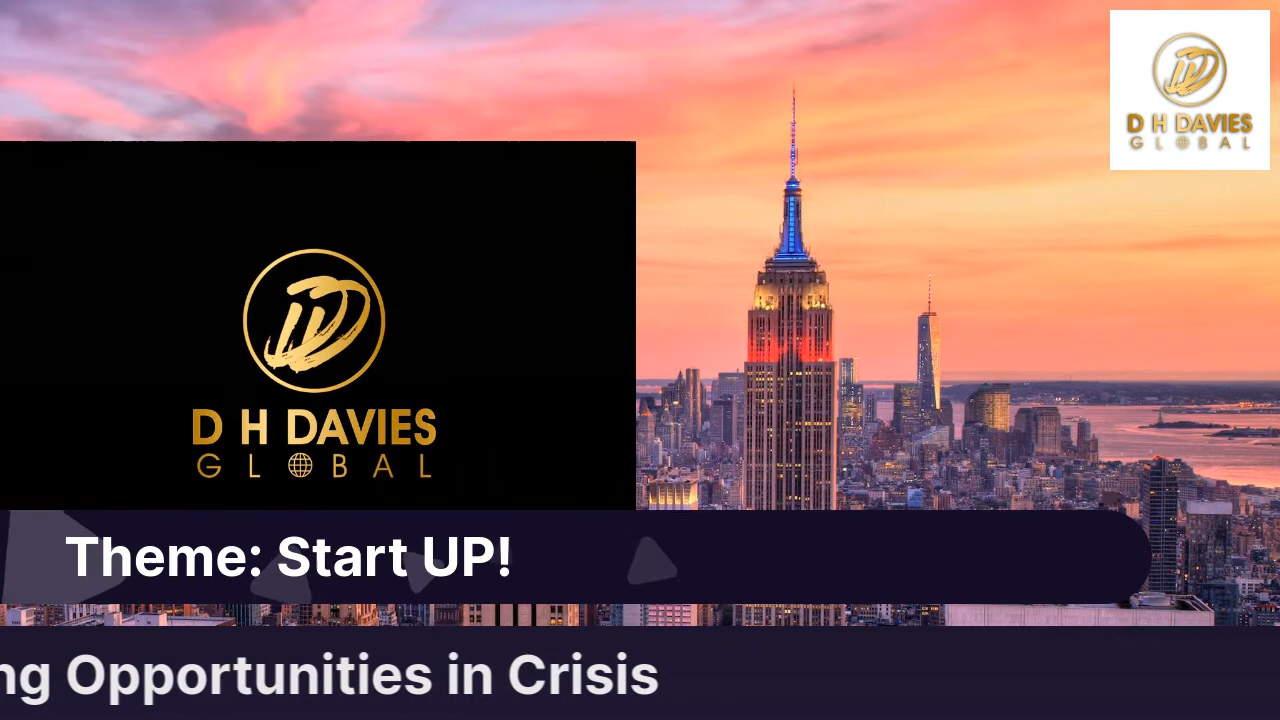 D H DAVIES
GLOBAL
D H DAVIES
GLOBAL
Theme: Start UP!
ng Opportunities in Crisis